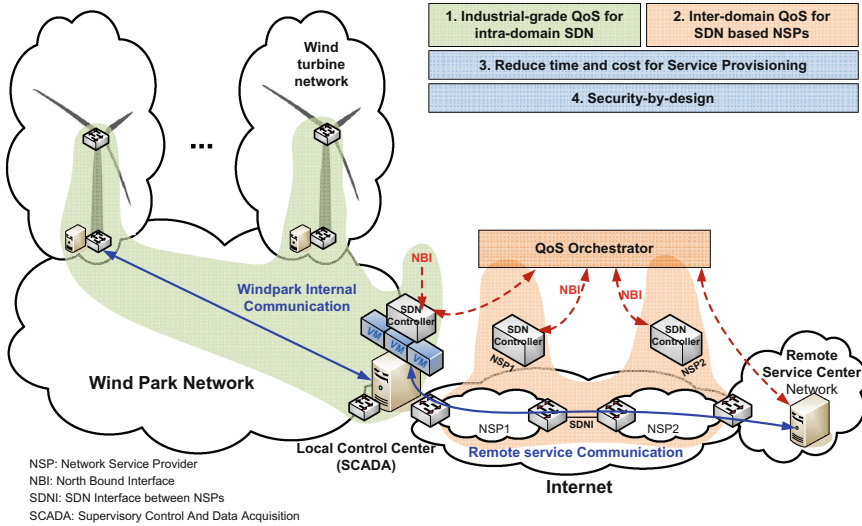 1. Industrial-grade QoS for
intra-domain SDN
2. Inter-domain QoS for
SDN based NSPs
3. Reduce time and cost for Service Provisioning
4. Security-by-design
Wind
turbine
network
...
QoS Orchestrator
NBI
NBI
NBI
Windpark Internal
Communication
SDN
Controller
VM
VM
VM
SDN
Controller
NSP1
SDN
Controller
NSP2
Remote
Service Center
Network
Wind Park Network
NSP1
SDNI
NSP2
Local Control Center
(SCADA)
Remote service Communication
Internet
NSP: Network Service Provider
NBI: North Bound Interface
SDNI: SDN Interface between NSPs
SCADA: Supervisory Control And Data Acquisition